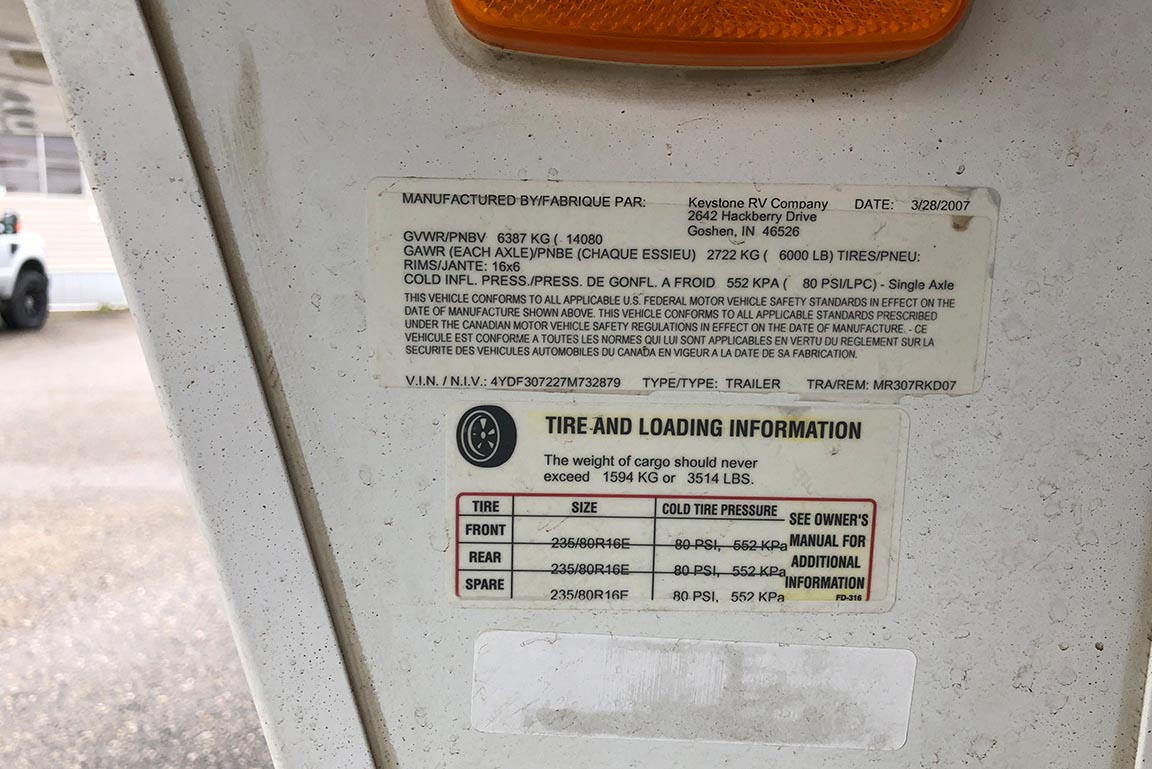 MANUFACTURED BY/FABRIQUE PAR: Keystone RV Company DATE: 3/28/2007
2642 Hackberry Drive
Goshen, IN 46526
GVWR/PNBV 6387 KG ( 14080
GAWR (EACH AXLE)/PNBE (CHAQUE ESSIEU) 2722 KG ( 6000 LB) TIRES/PNEU:
RIMS/JANTE: 16x6
COLD INFL. PRESS./PRESS. DE GONFL. A FROID 552 KPA ( 80 PSI/LPC) - Single Axle
THIS VEHICLE CONFORMS TO ALL APPLICABLE U.S. FEDERAL MOTOR VEHICLE SAFETY STANDARDS IN EFFECT ON THE
DATE OF MANUFACTURE SHOWN ABOVE. THIS VEHICLE CONFORMS TO ALL APPLICABLE STANDARDS PRESCRIBED
UNDER THE CANADIAN MOTOR VEHICLE SAFETY REGULATIONS IN EFFECT ON THE DATE OF MANUFACTURE. - CE
VEHICULE EST CONFORME A TOUTES LES NORMES QUI LUI SONT APPLICABLES EN VERTU DU REGLEMENT SUR LA
SECURITE DES VEHICULES AUTOMOBILES DU CANADA EN VIGEUR A LA DATE DE SA FABRICATION.
V.I.N. / N.I.V.: 4YDF307227M732879 TYPE/TYPE: TRAILER TRA/REM: MR307RKD07
TIRE AND LOADING INFORMATION
The weight of cargo should never
exceed 1594 KG or 3514 LBS.
TIRE SIZE COLD TIRE PRESSURE
FRONT 235/80R16E 80 PSI, 552 KPa
REAR 235/80R16E 80 PSI, 552 KPa
SPARE 235/80R16E 80 PSI, 552 KPa
SEE OWNER'S
MANUAL FOR
ADDITIONAL
INFORMATION
FD-316